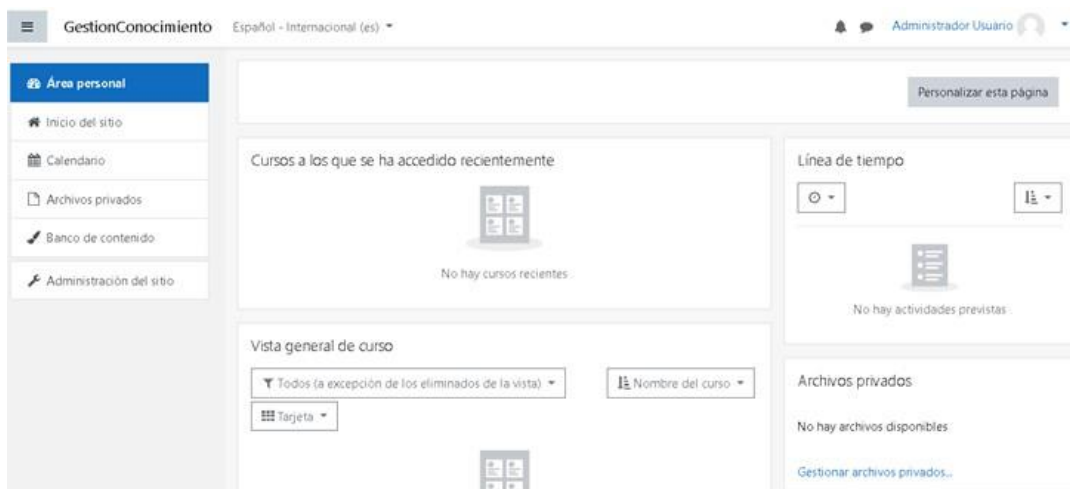 GestionConocimiento
Español - Internacional (es)
Administrador Usuario
Área personal
Inicio del sitio
Calendario
Archivos privados
Banco de contenido
Administración del sitio
Personalizar esta página
Cursos a los que se ha accedido recientemente
No hay cursos recientes
Línea de tiempo
No hay actividades previstas
Vista general de curso
Todos (a excepción de los eliminados de la vista)
Nombre del curso
Tarjeta
Archivos privados
No hay archivos disponibles
Gestionar archivos privados...